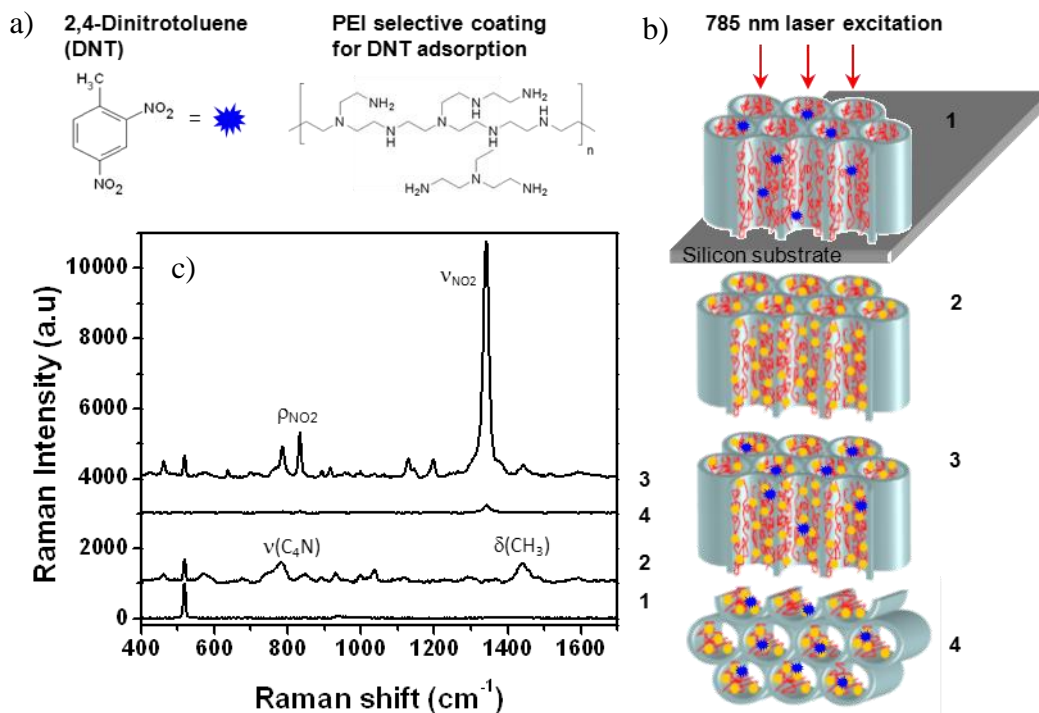 a)
2,4-Dinitrotoluene
(DNT)
H₃C
NO₂
NO₂
=
PEI selective coating
for DNT adsorption
NH₂
N
H
NH₂
N
N
H
N
N
H
N
H
n
H₂N
N
NH₂
b)
785 nm laser excitation
1
Silicon substrate
2
3
4
c)
Raman Intensity (a.u)
10000
8000
6000
4000
2000
0
νNO2
ρNO2
ν(C₄N)
δ(CH₃)
3
4
2
1
400 600 800 1000 1200 1400 1600
Raman shift (cm⁻¹)